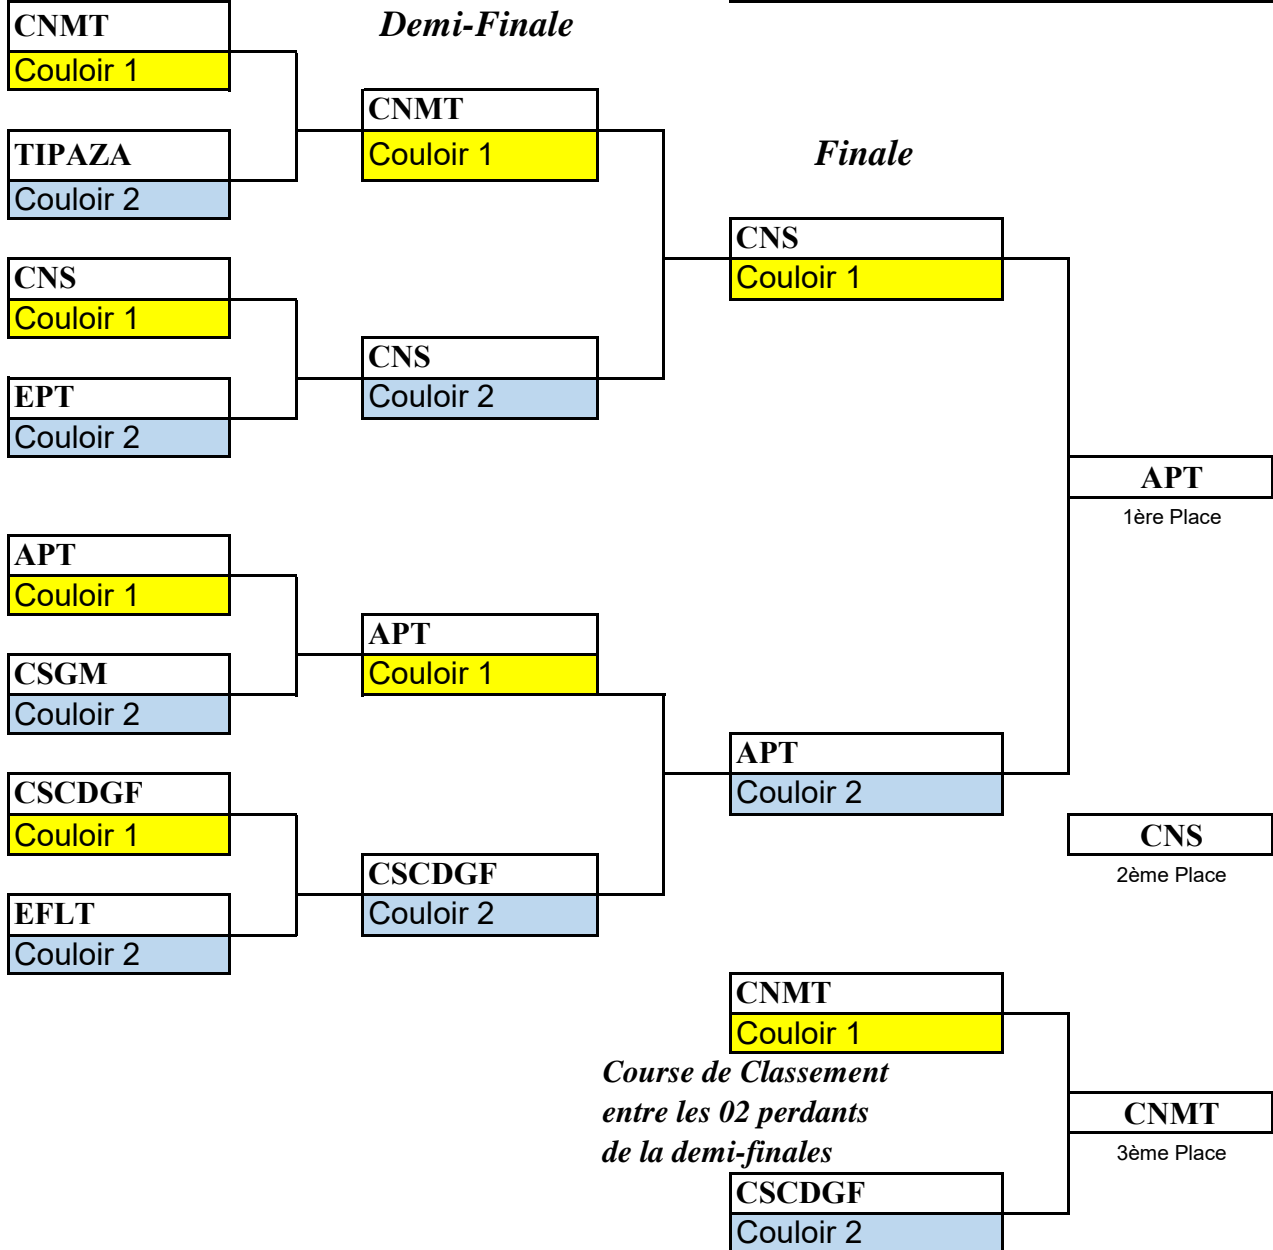 CNMT
Couloir 1
TIPAZA
Couloir 2
CNS
Couloir 1
EPT
Couloir 2
APT
Couloir 1
CSGM
Couloir 2
CSCDGF
Couloir 1
EFLT
Couloir 2
Demi-Finale
CNMT
Couloir 1
CNS
Couloir 2
APT
Couloir 1
CSCDGF
Couloir 2
Finale
CNS
Couloir 1
APT
Couloir 2
APT
1ère Place
CNS
2ème Place
CNMT
Couloir 1
Course de Classement
entre les 02 perdants
de la demi-finales
CSCDGF
Couloir 2
CNMT
3ème Place